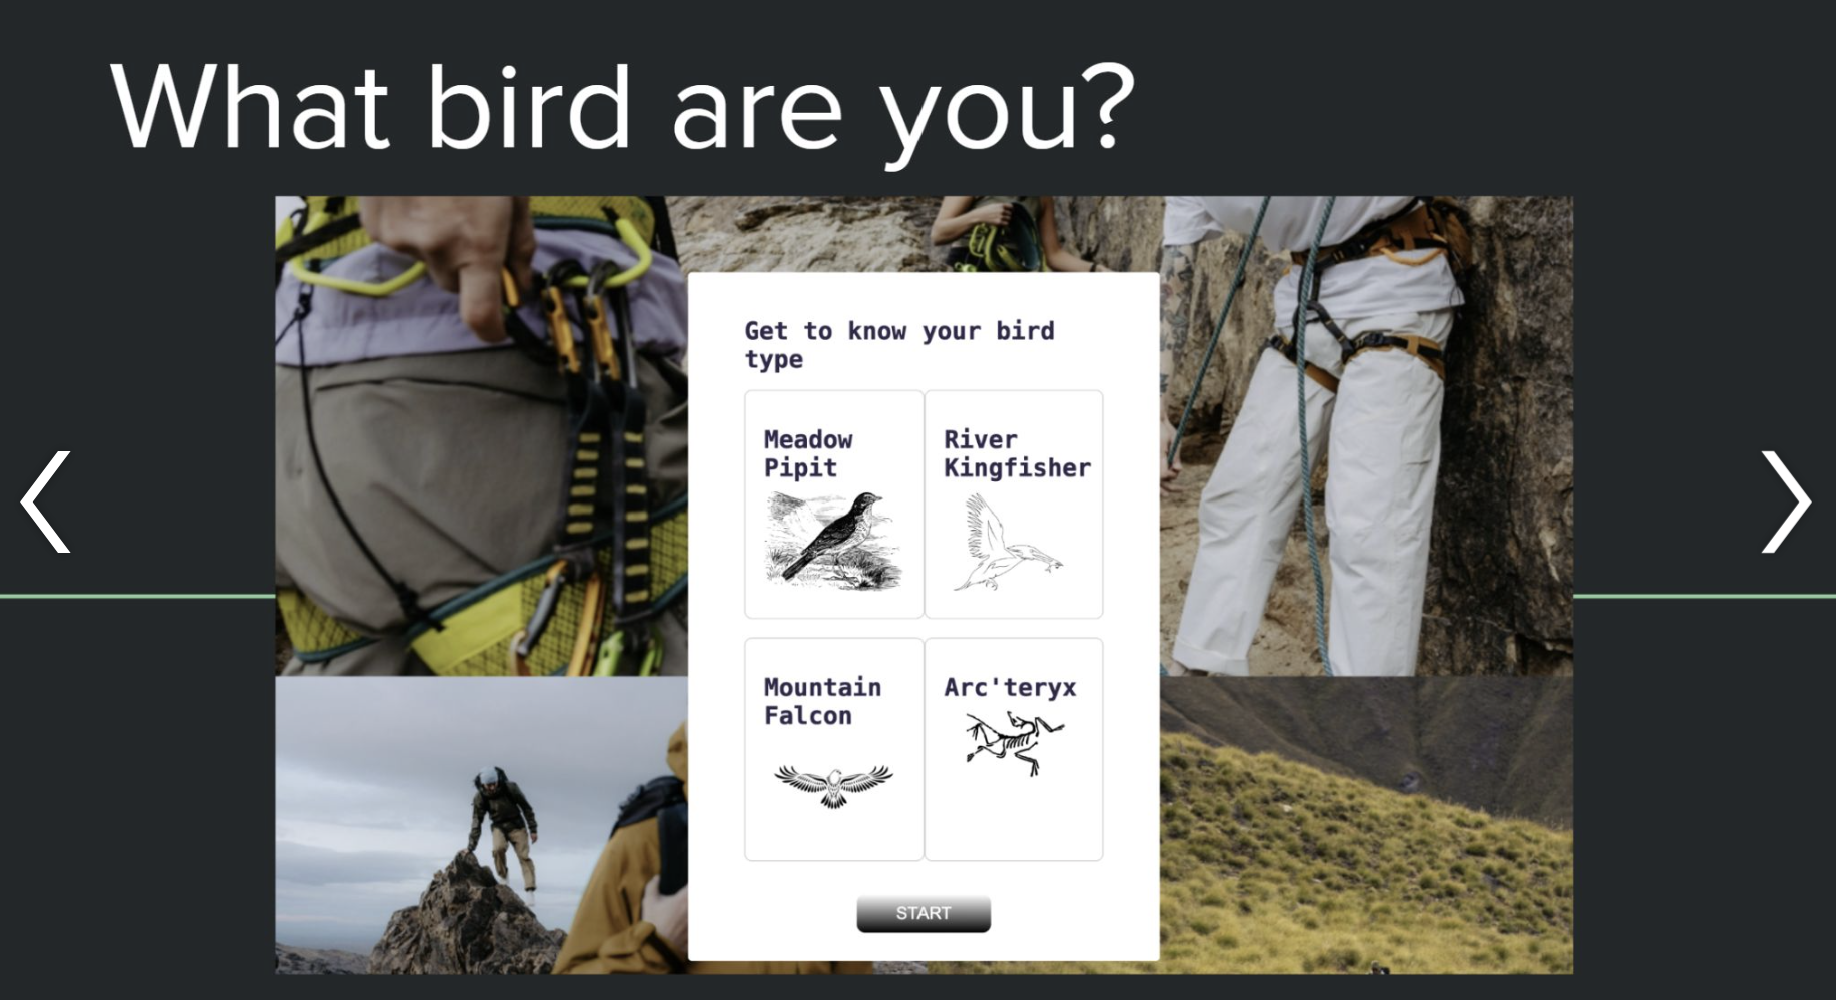 What bird are you?
Get to know your bird
type
Meadow
Pipit
River
Kingfisher
Mountain
Falcon
Arc'teryx
START